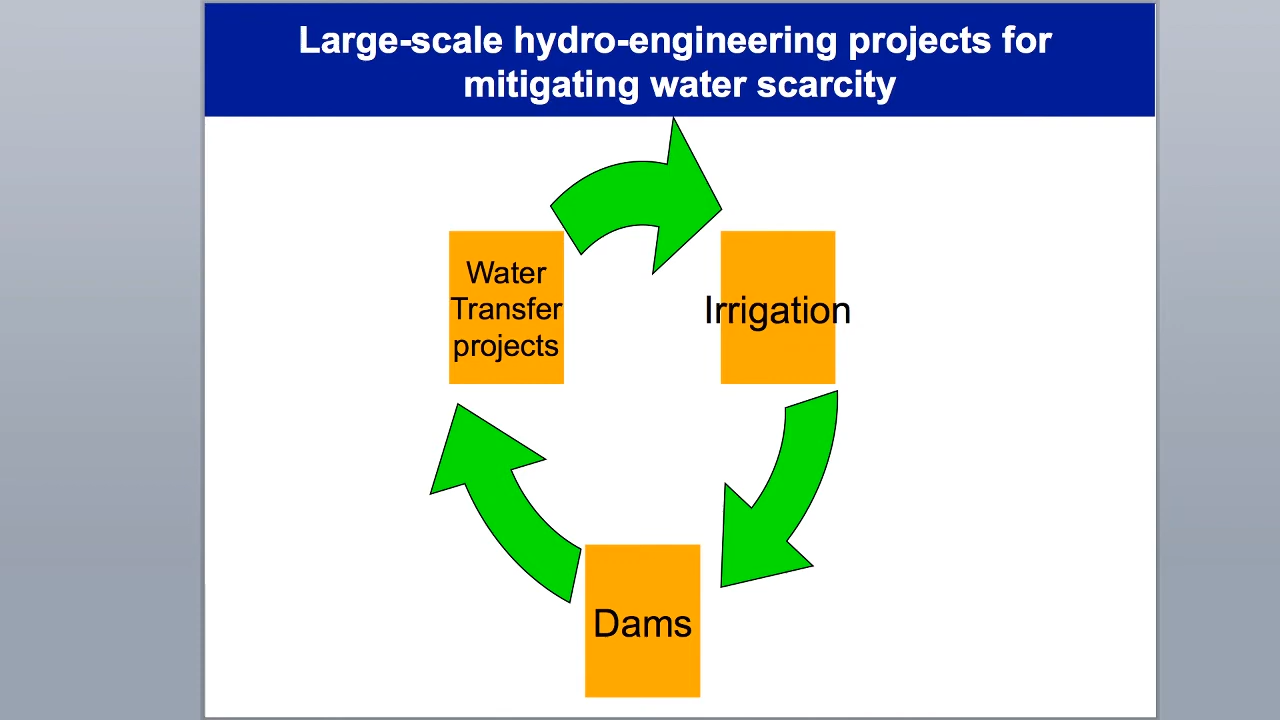 Large-scale hydro-engineering projects for
mitigating water scarcity
Water
Transfer
projects
Irrigation
Dams